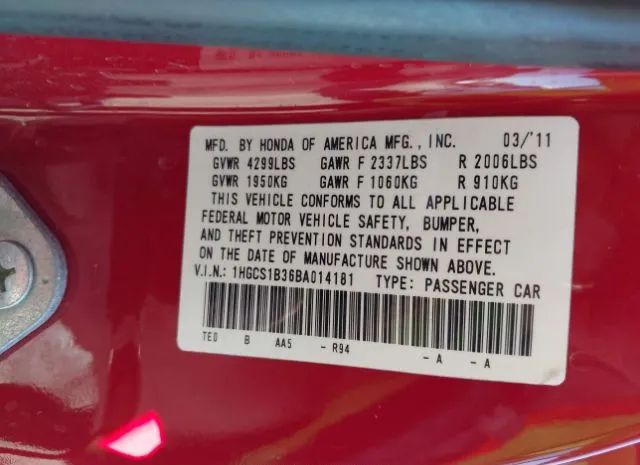 MFD. BY HONDA OF AMERICA MFG., INC. 03/'11
GVWR 4299LBS GAWR F 2337LBS R 2006LBS
GVWR 1950KG GAWR F 1060KG R 910KG
THIS VEHICLE CONFORMS TO ALL APPLICABLE
FEDERAL MOTOR VEHICLE SAFETY, BUMPER,
AND THEFT PREVENTION STANDARDS IN EFFECT
ON THE DATE OF MANUFACTURE SHOWN ABOVE.
V.I.N.: 1HGCS1B36BA014181 TYPE: PASSENGER CAR
TE0 B AA5 - R94 - A - A